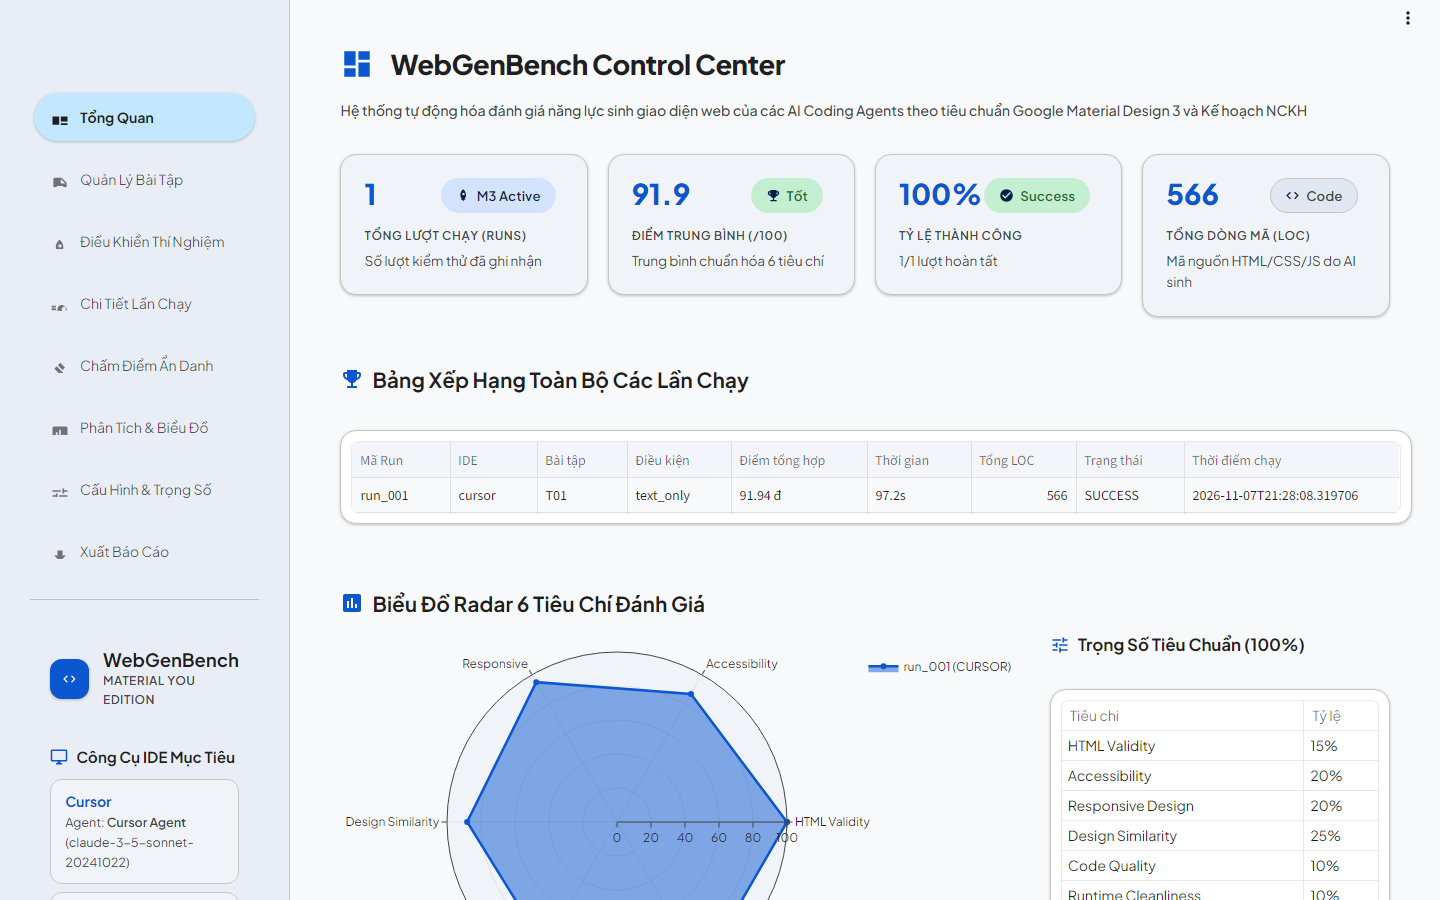 Tổng Quan
Quản Lý Bài Tập
Điều Khiển Thí Nghiệm
Chi Tiết Lần Chạy
Chấm Điểm Ẩn Danh
Phân Tích & Biểu Đồ
Cấu Hình & Trọng Số
Xuất Báo Cáo
WebGenBench
MATERIAL YOU
EDITION
Công Cụ IDE Mục Tiêu
Cursor
Agent: Cursor Agent
(claude-3-5-sonnet-
20241022)
WebGenBench Control Center
Hệ thống tự động hóa đánh giá năng lực sinh giao diện web của các AI Coding Agents theo tiêu chuẩn Google Material Design 3 và Kế hoạch NCKH
1 M3 Active
TỔNG LƯỢT CHẠY (RUNS)
Số lượt kiểm thử đã ghi nhận
91.9 Tốt
ĐIỂM TRUNG BÌNH (/100)
Trung bình chuẩn hóa 6 tiêu chí
100% Success
TỶ LỆ THÀNH CÔNG
1/1 lượt hoàn tất
566 Code
TỔNG DÒNG MÃ (LOC)
Mã nguồn HTML/CSS/JS do AI
sinh
Bảng Xếp Hạng Toàn Bộ Các Lần Chạy
Mã Run IDE Bài tập Điều kiện Điểm tổng hợp Thời gian Tổng LOC Trạng thái Thời điểm chạy
run_001 cursor T01 text_only 91.94 đ 97.2s 566 SUCCESS 2026-11-07T21:28:08.319706
Biểu Đồ Radar 6 Tiêu Chí Đánh Giá
Responsive
Accessibility
run_001 (CURSOR)
Design Similarity
HTML Validity
0 20 40 60 80 100
Trọng Số Tiêu Chuẩn (100%)
Tiêu chí Tỷ lệ
HTML Validity 15%
Accessibility 20%
Responsive Design 20%
Design Similarity 25%
Code Quality 10%
Runtime Cleanliness 10%